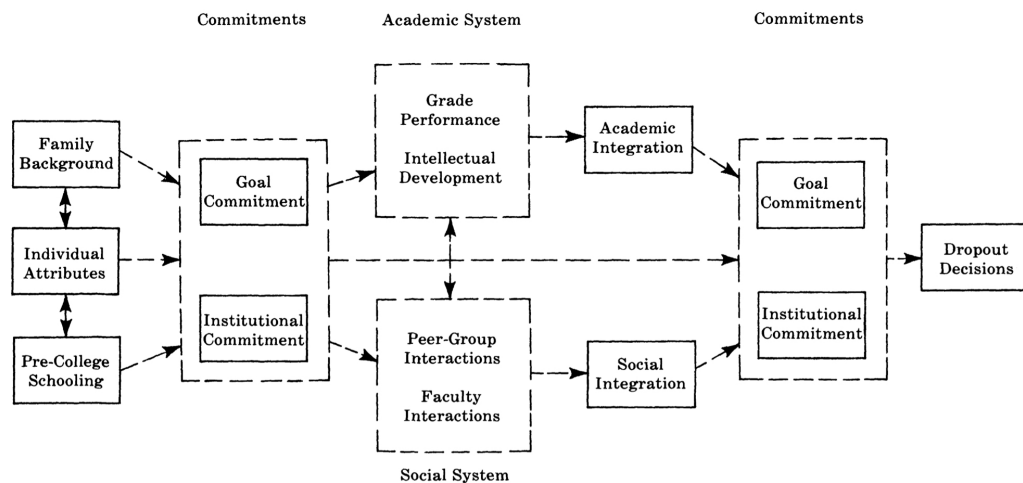 Commitments
Academic System
Commitments
Family
Background
Individual
Attributes
Pre-College
Schooling
Goal
Commitment
Institutional
Commitment
Grade
Performance
Intellectual
Development
Peer-Group
Interactions
Faculty
Interactions
Social System
Academic
Integration
Social
Integration
Goal
Commitment
Institutional
Commitment
Dropout
Decisions